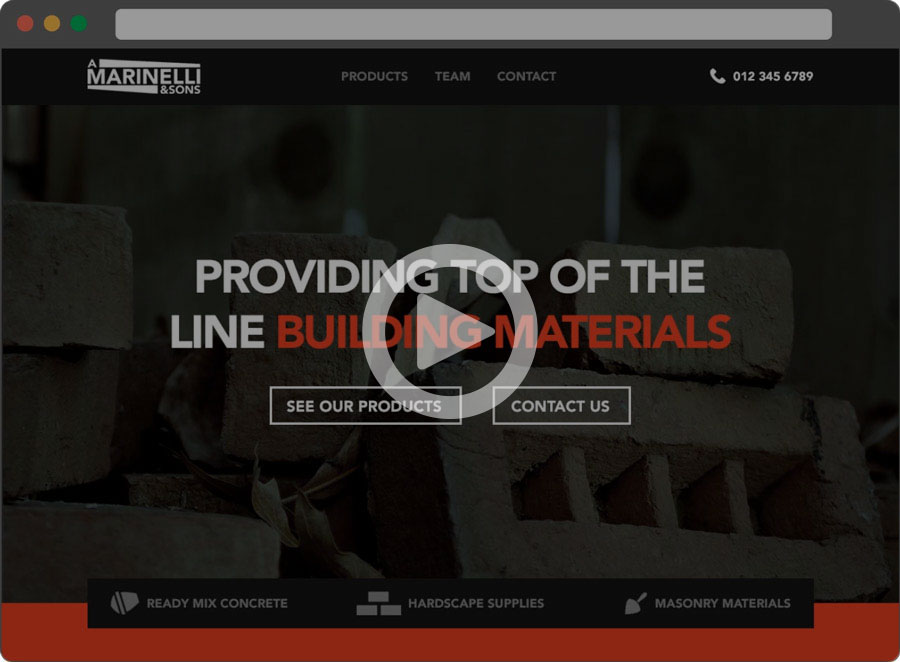 A
MARINELLI
&SONS
PRODUCTS TEAM CONTACT
012 345 6789
PROVIDING TOP OF THE
LINE BUILDING MATERIALS
SEE OUR PRODUCTS
CONTACT US
READY MIX CONCRETE
HARDSCAPE SUPPLIES
MASONRY MATERIALS